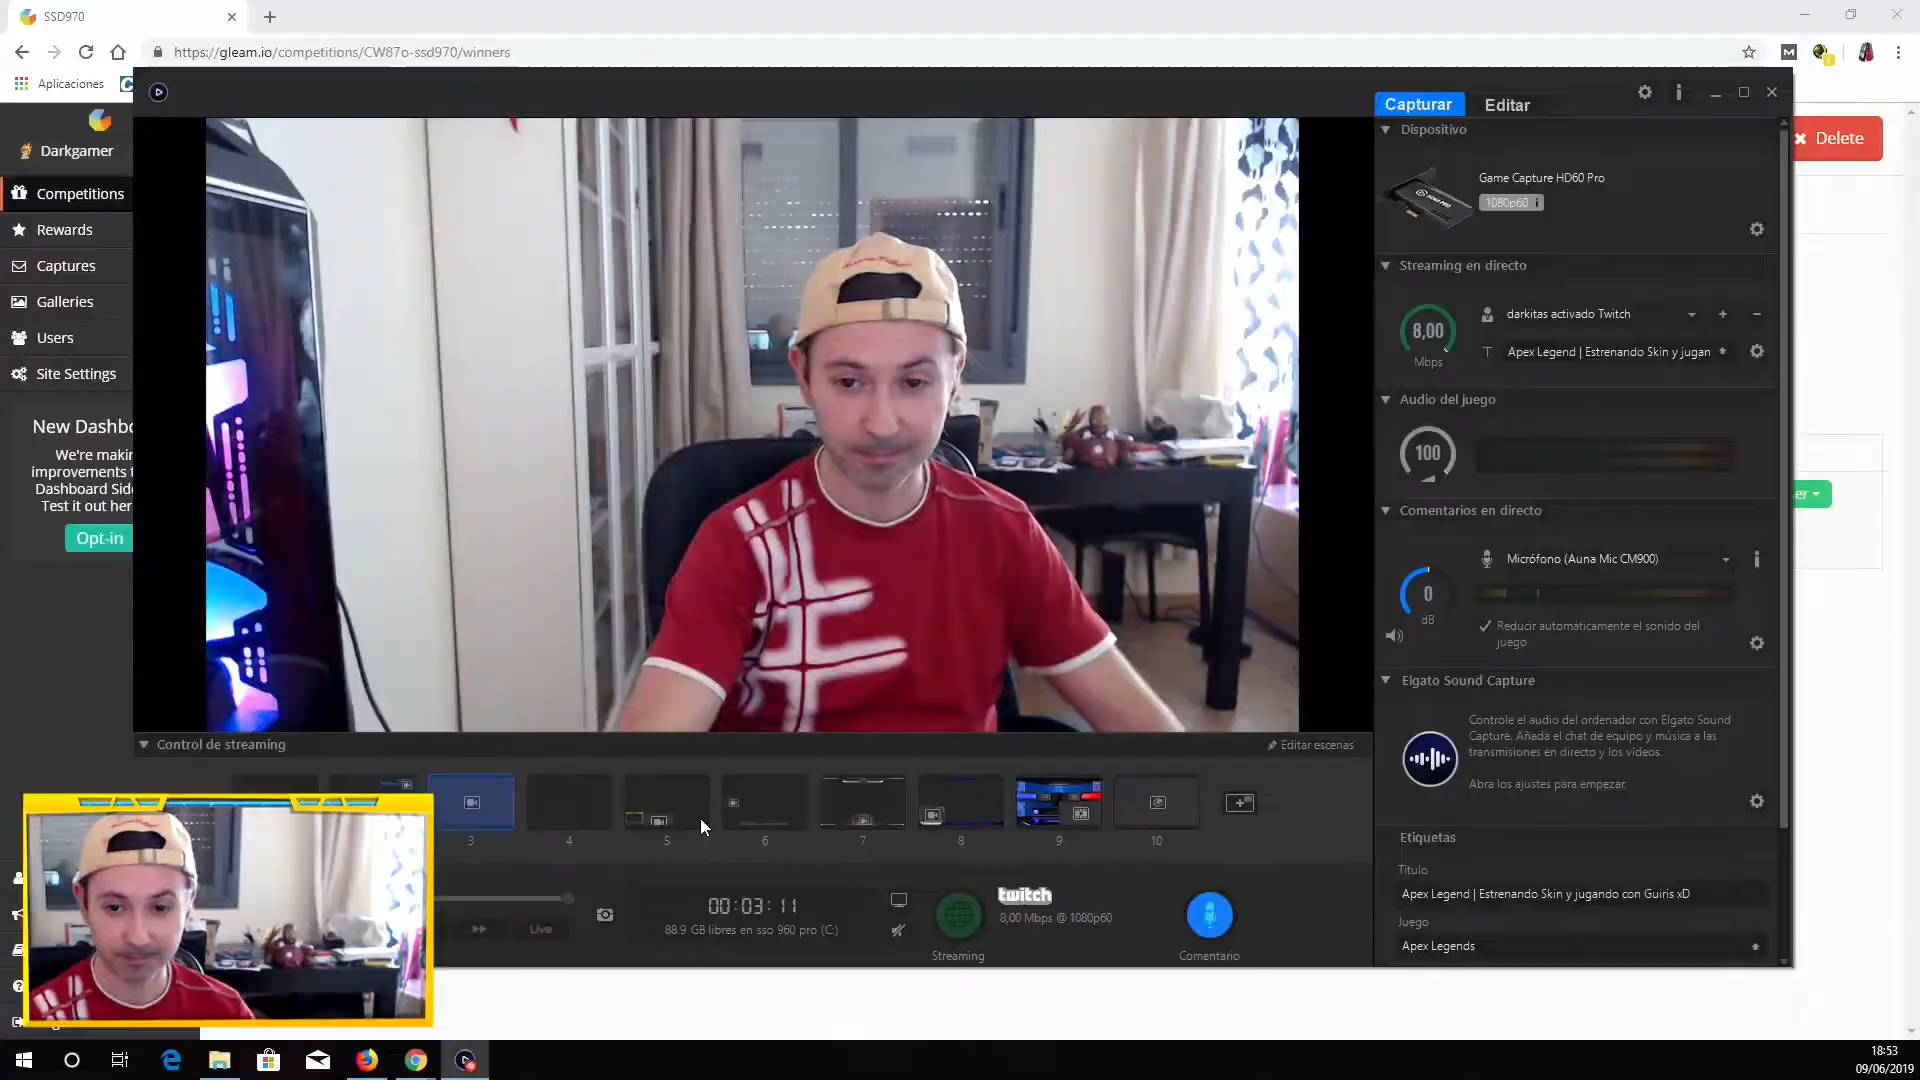 SSD970
https://gleam.io/competitions/CW87o-ssd970/winners
Aplicaciones
Darkgamer
Competitions
Rewards
Captures
Galleries
Users
Site Settings
New Dashbo
We're makin
improvements t
Dashboard Side
Test it out her
Opt-in
Capturar
Editar
Delete
Dispositivo
Game Capture HD60 Pro
1080p60
Streaming en directo
8,00
Mbps
darkitas activado Twitch
Apex Legend | Estrenando Skin y jugan
Audio del juego
100
er
Comentarios en directo
Micrófono (Auna Mic CM900)
0
dB
Reducir automáticamente el sonido del
juego
Elgato Sound Capture
Controle el audio del ordenador con Elgato Sound
Capture. Añada el chat de equipo y música a las
transmisiones en directo y los vídeos.
Abra los ajustes para empezar.
Etiquetas
Título
Apex Legend | Estrenando Skin y jugando con Guiris xD
Juego
Apex Legends
Control de streaming
Editar escenas
3
4
5
6
7
8
9
10
Live
00:03:11
88.9 GB libres en sso 960 pro (C:)
Streaming
twitch
8,00 Mbps @ 1080p60
Comentario
18:53
09/06/2019